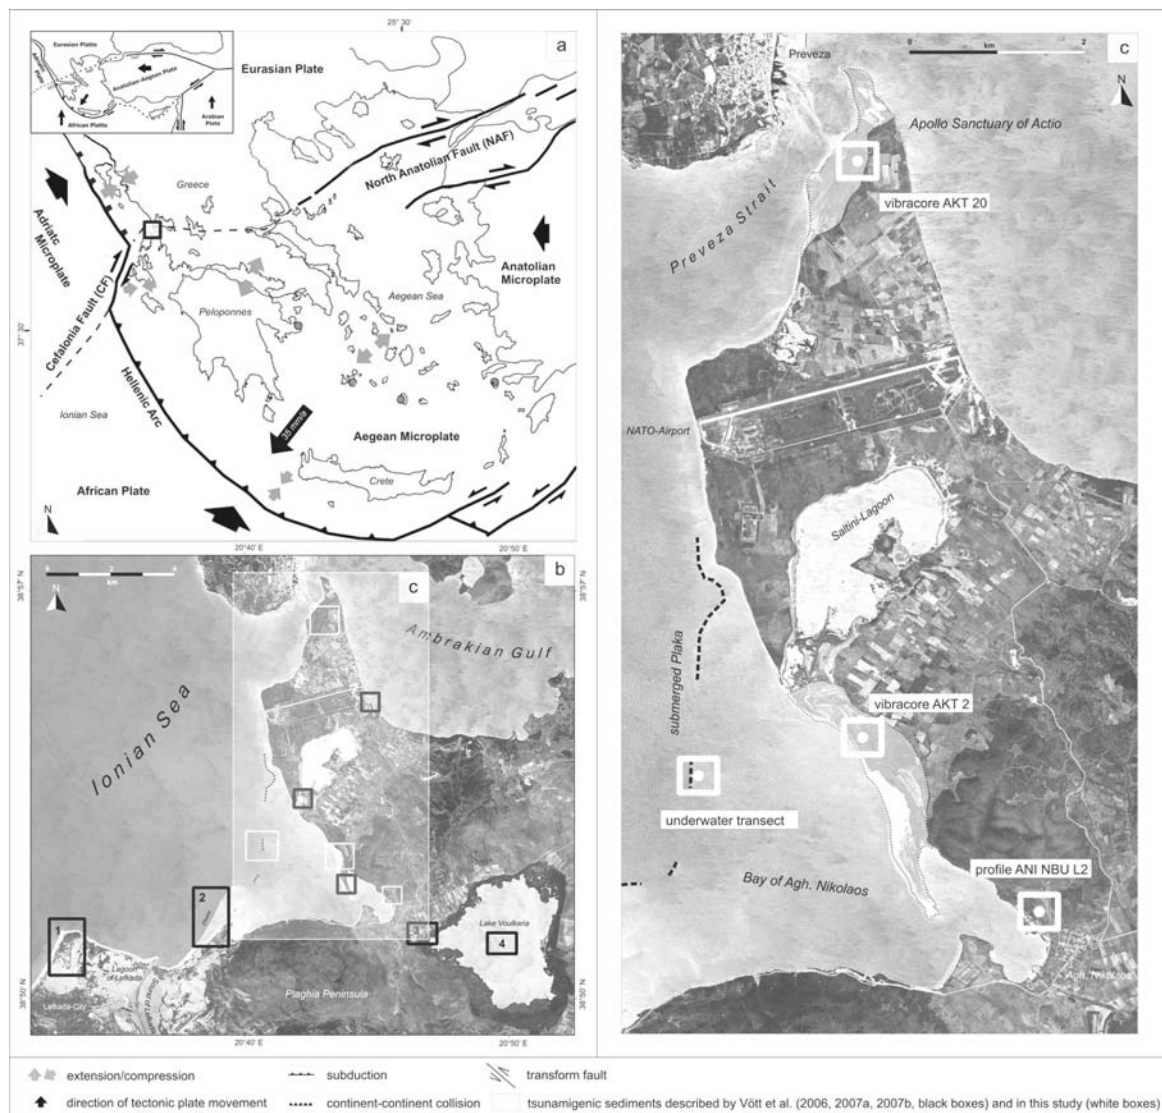 25° 30'
a
Eurasian Plate
Adriatic Plate
Anatolian-Aegean Plate
African Plate
Arabian Plate
Eurasian Plate
North Anatolian Fault (NAF)
Greece
Adriatc Microplate
Anatolian Microplate
Aegean Sea
Cefalonia Fault (CF)
Peloponnes
37° 30'
Hellenic Arc
Ionian Sea
35 mm/a
Aegean Microplate
Crete
African Plate
N
20°40' E
20°50' E
b
km
N
c
38°57' N
Ambrakian Gulf
Ionian Sea
2
1
3
Lake Voulkaria
4
Lagoon of Lefkada
Lefkada-City
Plaghia Peninsula
38°50' N
20°40' E
20°50' E
c
Preveza
0
km
2
N
Apollo Sanctuary of Actio
vibracore AKT 20
Preveza Strait
NATO-Airport
Saltini-Lagoon
submerged Plaka
vibracore AKT 2
underwater transect
profile ANI NBU L2
Bay of Agh. Nikolaos
Agh. Nikolaos
extension/compression
subduction
transform fault
direction of tectonic plate movement
continent-continent collision
tsunamigenic sediments described by Vött et al. (2006, 2007a, 2007b, black boxes) and in this study (white boxes)